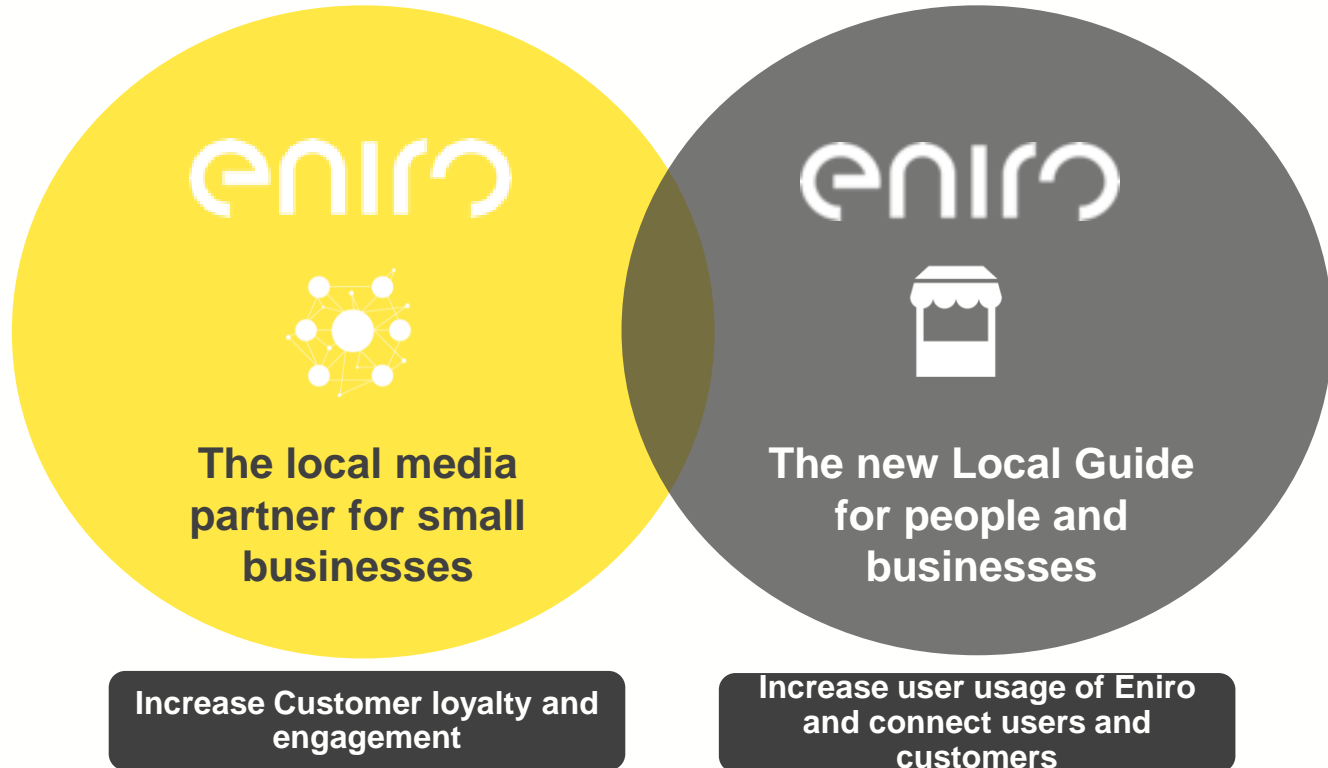 eniro
The local media
partner for small
businesses
Increase Customer loyalty and
engagement
eniro
The new Local Guide
for people and
businesses
Increase user usage of Eniro
and connect users and
customers